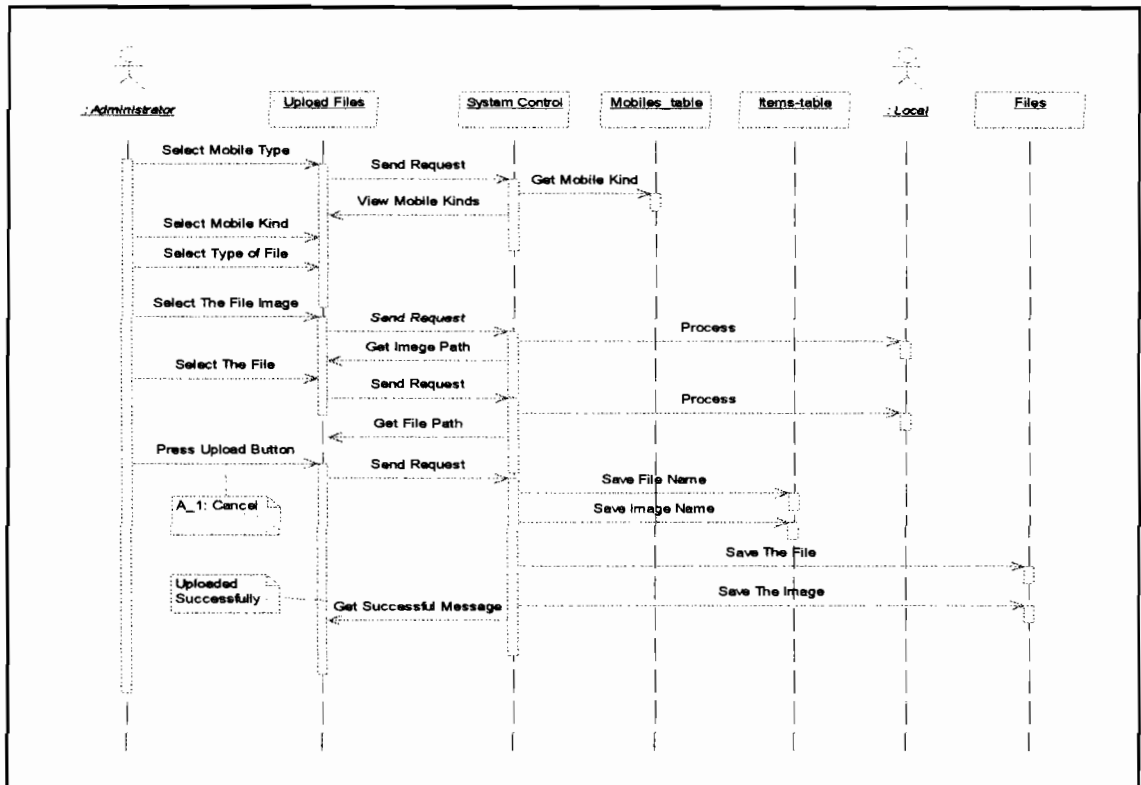 : Administrator
Upload Files
System Control
Mobiles_table
Items-table
: Local
Files
Select Mobile Type
Send Request
Get Mobile Kind
View Mobile Kinds
Select Mobile Kind
Select Type of File
Select The File Image
Send Request
Process
Get Image Path
Select The File
Send Request
Process
Get File Path
Press Upload Button
Send Request
Save File Name
A_1: Cancel
Save Image Name
Save The File
Uploaded
Successfully
Save The Image
Get Successful Message